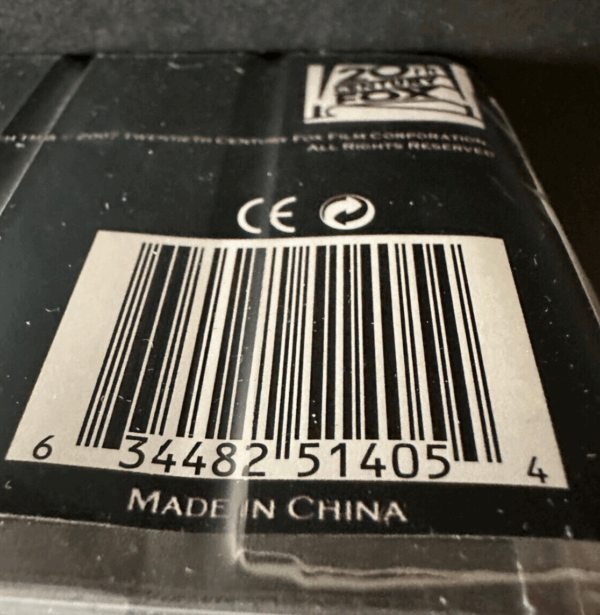 20TH
CENTURY
FOX
TM & © 2007 TWENTIETH CENTURY FOX FILM CORPORATION.
ALL RIGHTS RESERVED
CE
6 34482 51405 4
MADE IN CHINA